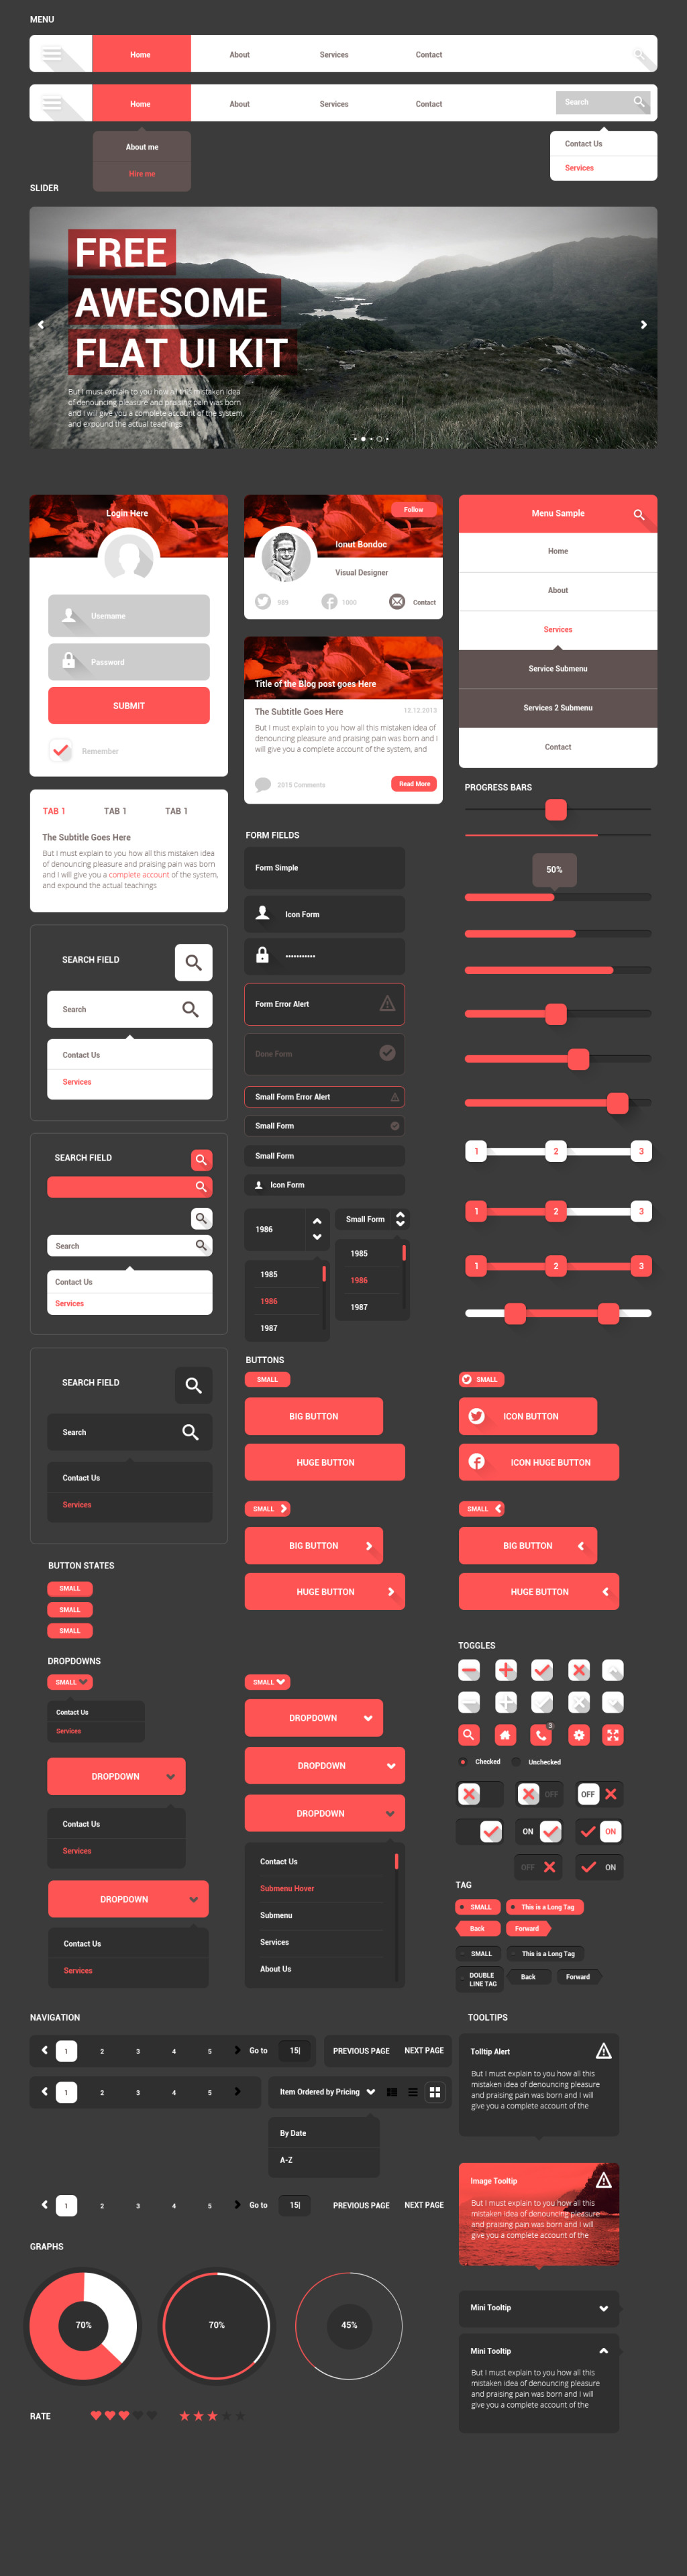 MENU
Home About Services Contact
Home About Services Contact Search
About me
Hire me
Contact Us
Services
SLIDER
FREE
AWESOME
FLAT UI KIT
But I must explain to you how all this mistaken idea
of denouncing pleasure and praising pain was born
and I will give you a complete account of the system,
and expound the actual teachings
Login Here
Username
Password
SUBMIT
Remember
Follow
Ionut Bondoc
Visual Designer
989 1000 Contact
Title of the Blog post goes Here
The Subtitle Goes Here 12.12.2013
But I must explain to you how all this mistaken idea of
denouncing pleasure and praising pain was born and I
will give you a complete account of the system, and
2015 Comments Read More
Menu Sample
Home
About
Services
Service Submenu
Services 2 Submenu
Contact
TAB 1 TAB 1 TAB 1
The Subtitle Goes Here
But I must explain to you how all this mistaken idea
of denouncing pleasure and praising pain was born
and I will give you a complete account of the system,
and expound the actual teachings
SEARCH FIELD
Search
Contact Us
Services
SEARCH FIELD
Search
Contact Us
Services
SEARCH FIELD
Search
Contact Us
Services
FORM FIELDS
Form Simple
Icon Form
Form Error Alert
Done Form
Small Form Error Alert
Small Form
Small Form
Icon Form
1986
1985
1986
1987
Small Form
1985
1986
1987
PROGRESS BARS
50%
1 2 3
1 2 3
1 2 3
BUTTONS
SMALL
BIG BUTTON
HUGE BUTTON
SMALL
ICON BUTTON
ICON HUGE BUTTON
SMALL
BIG BUTTON
HUGE BUTTON
SMALL
BIG BUTTON
HUGE BUTTON
BUTTON STATES
SMALL
SMALL
SMALL
DROPDOWNS
SMALL
Contact Us
Services
DROPDOWN
Contact Us
Services
DROPDOWN
Contact Us
Services
SMALL
DROPDOWN
DROPDOWN
DROPDOWN
Contact Us
Submenu Hover
Submenu
Services
About Us
TOGGLES
3
Checked Unchecked
OFF OFF
ON ON
OFF ON
TAG
SMALL This is a Long Tag
Back Forward
SMALL This is a Long Tag
DOUBLE
LINE TAG
Back Forward
NAVIGATION
1 2 3 4 5 Go to 15| PREVIOUS PAGE NEXT PAGE
1 2 3 4 5 Item Ordered by Pricing
By Date
A-Z
1 2 3 4 5 Go to 15| PREVIOUS PAGE NEXT PAGE
TOOLTIPS
Tolltip Alert
But I must explain to you how all this
mistaken idea of denouncing pleasure
and praising pain was born and I will
give you a complete account of the
Image Tooltip
But I must explain to you how all this
mistaken idea of denouncing pleasure
and praising pain was born and I will
give you a complete account of the
Mini Tooltip
Mini Tooltip
But I must explain to you how all this
mistaken idea of denouncing pleasure
and praising pain was born and I will
give you a complete account of the
GRAPHS
70% 70% 45%
RATE